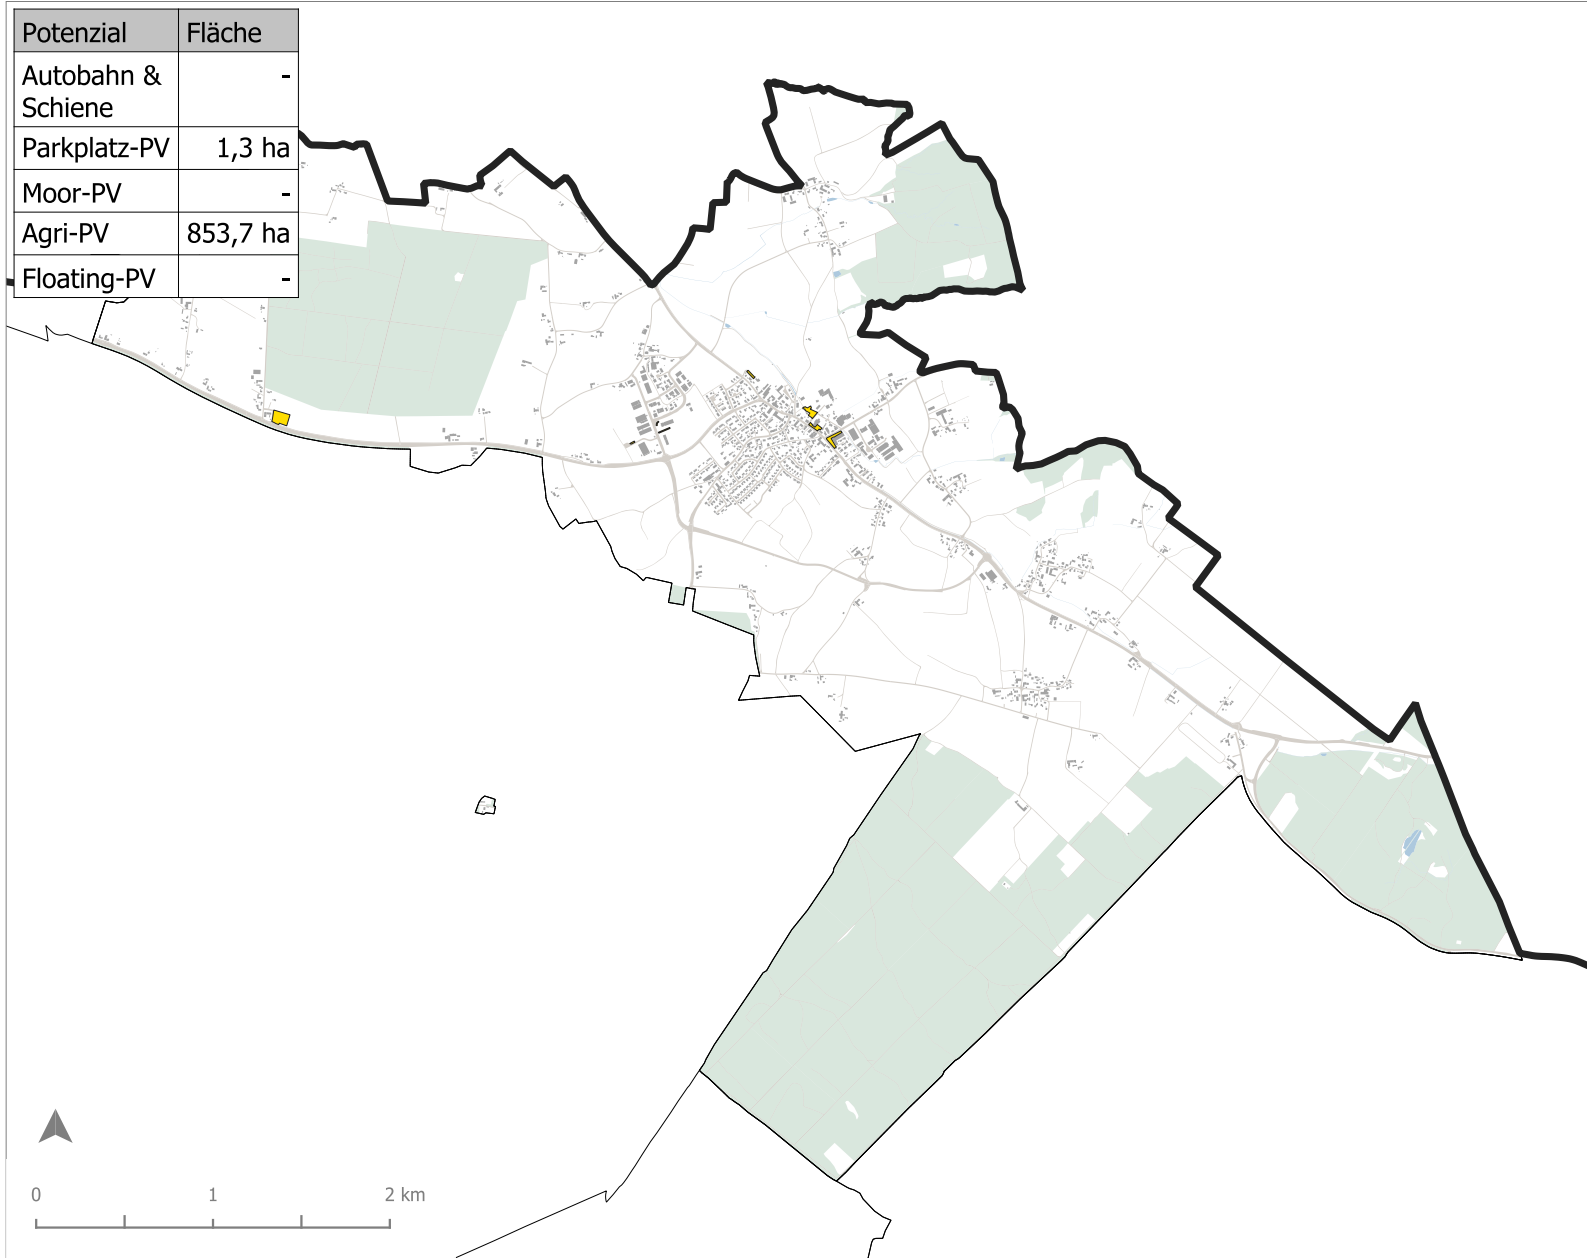 Potenzial Fläche
Autobahn & -
Schiene
Parkplatz-PV 1,3 ha
Moor-PV -
Agri-PV 853,7 ha
Floating-PV -
0 1 2 km